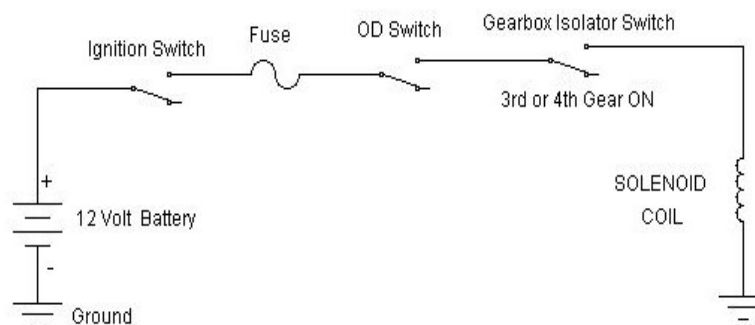 Ignition Switch
Fuse
OD Switch
Gearbox Isolator Switch
3rd or 4th Gear ON
+
12 Volt Battery
-
Ground
SOLENOID
COIL